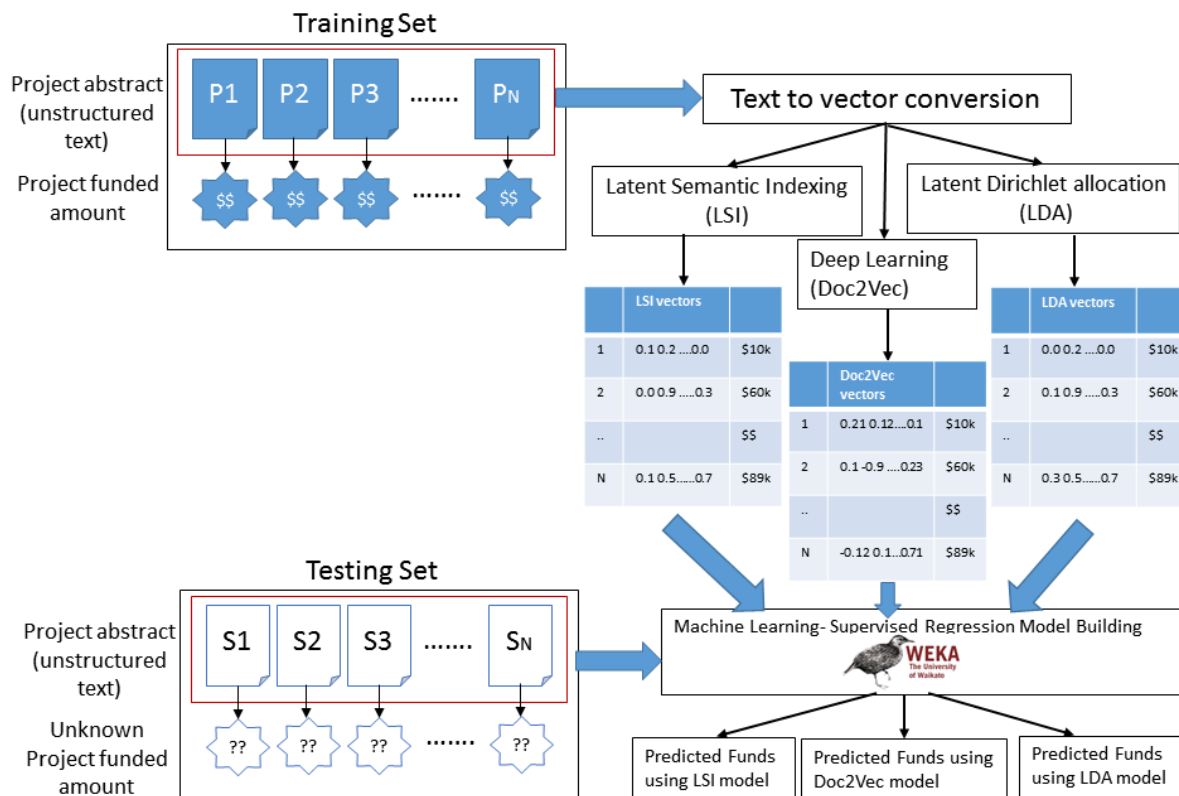 Training Set
Project abstract
(unstructured
text)
P1 P2 P3 ....... PN
Project funded
amount
$$ $$ $$ ....... $$
Text to vector conversion
Latent Semantic Indexing
(LSI)
Deep Learning
(Doc2Vec)
Latent Dirichlet allocation
(LDA)
LSI vectors
1 0.1 0.2 ....0.0 $10k
2 0.0 0.9 .....0.3 $60k
.. $$
N 0.1 0.5......0.7 $89k
Doc2Vec
vectors
1 0.21 0.12....0.1 $10k
2 0.1 -0.9 ....0.23 $60k
.. $$
N -0.12 0.1...0.71 $89k
LDA vectors
1 0.0 0.2 ....0.0 $10k
2 0.1 0.9 .....0.3 $60k
.. $$
N 0.3 0.5......0.7 $89k
Testing Set
Project abstract
(unstructured
text)
S1 S2 S3 ....... SN
Unknown
Project funded
amount
?? ?? ?? ....... ??
Machine Learning- Supervised Regression Model Building
WEKA
The University
of Waikato
Predicted Funds
using LSI model
Predicted Funds using
Doc2Vec model
Predicted Funds
using LDA model